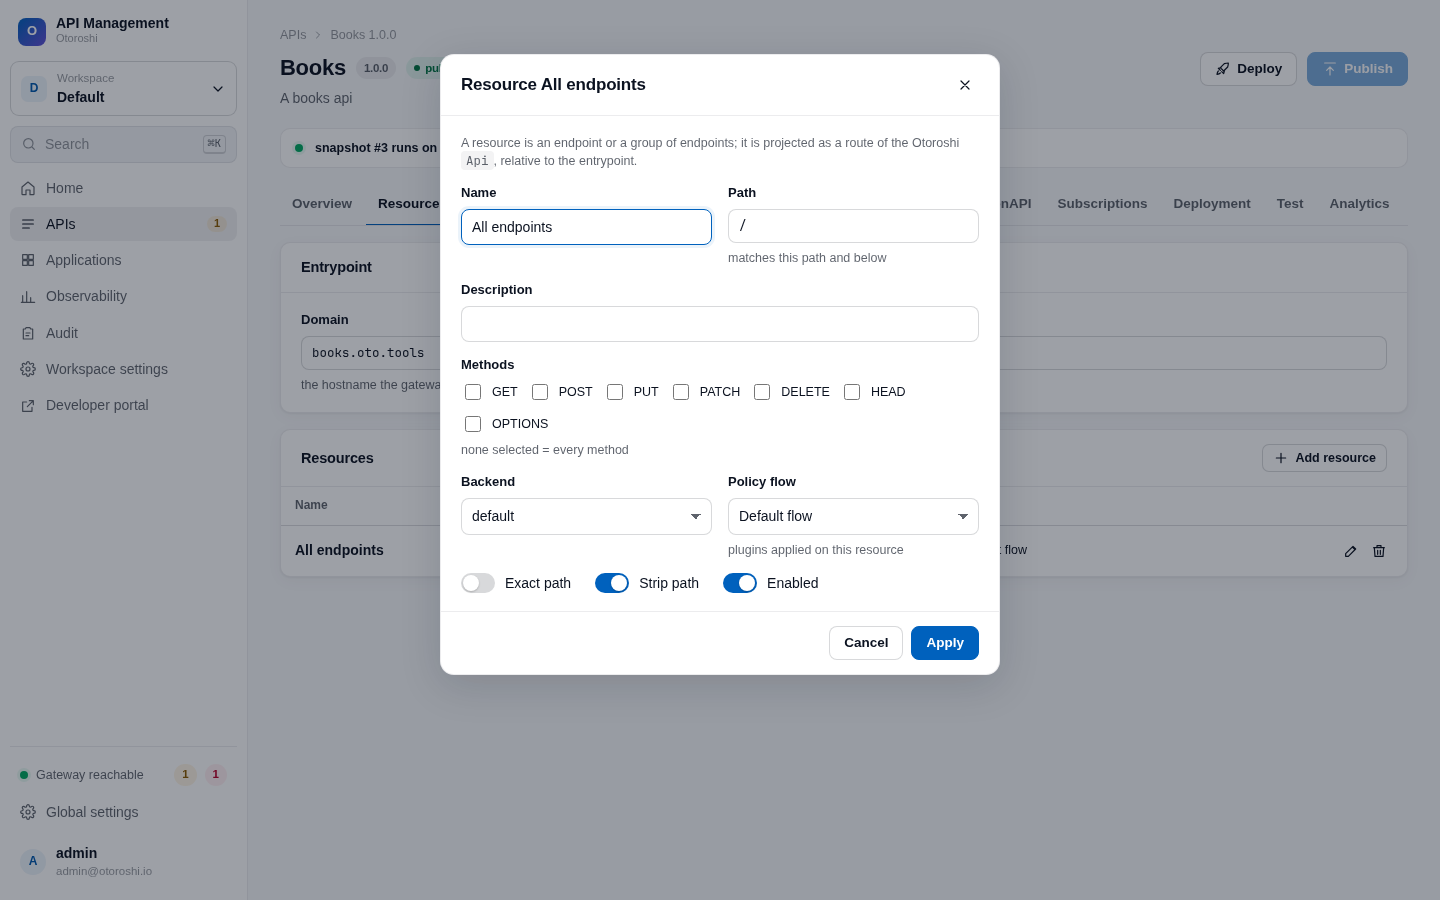 API Management
Otoroshi
D
Workspace
Default
Search
⌘K
Home
APIs
1
Applications
Observability
Audit
Workspace settings
Developer portal
Gateway reachable
1
1
Global settings
A
admin
admin@otoroshi.io
APIs
Books 1.0.0
Books
1.0.0
A books api
Deploy
Publish
snapshot #3 runs on
Overview
Resource
Subscriptions
Deployment
Test
Analytics
Entrypoint
Domain
books.oto.tools
the hostname the
Resources
Add resource
Name
All endpoints
flow
Resource All endpoints
A resource is an endpoint or a group of endpoints; it is projected as a route of the Otoroshi
Api, relative to the entrypoint.
Name
Path
All endpoints
/
matches this path and below
Description
Methods
GET
POST
PUT
PATCH
DELETE
HEAD
OPTIONS
none selected = every method
Backend
Policy flow
default
Default flow
plugins applied on this resource
Exact path
Strip path
Enabled
Cancel
Apply